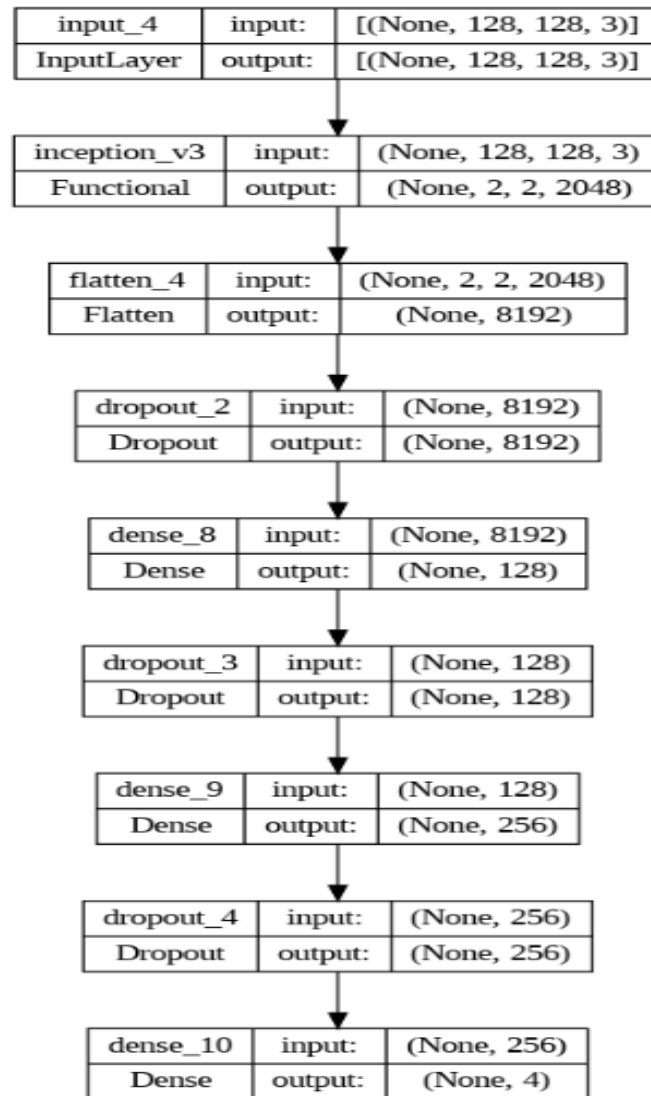 input_4 input: [(None, 128, 128, 3)]
InputLayer output: [(None, 128, 128, 3)]
inception_v3 input: (None, 128, 128, 3)
Functional output: (None, 2, 2, 2048)
flatten_4 input: (None, 2, 2, 2048)
Flatten output: (None, 8192)
dropout_2 input: (None, 8192)
Dropout output: (None, 8192)
dense_8 input: (None, 8192)
Dense output: (None, 128)
dropout_3 input: (None, 128)
Dropout output: (None, 128)
dense_9 input: (None, 128)
Dense output: (None, 256)
dropout_4 input: (None, 256)
Dropout output: (None, 256)
dense_10 input: (None, 256)
Dense output: (None, 4)